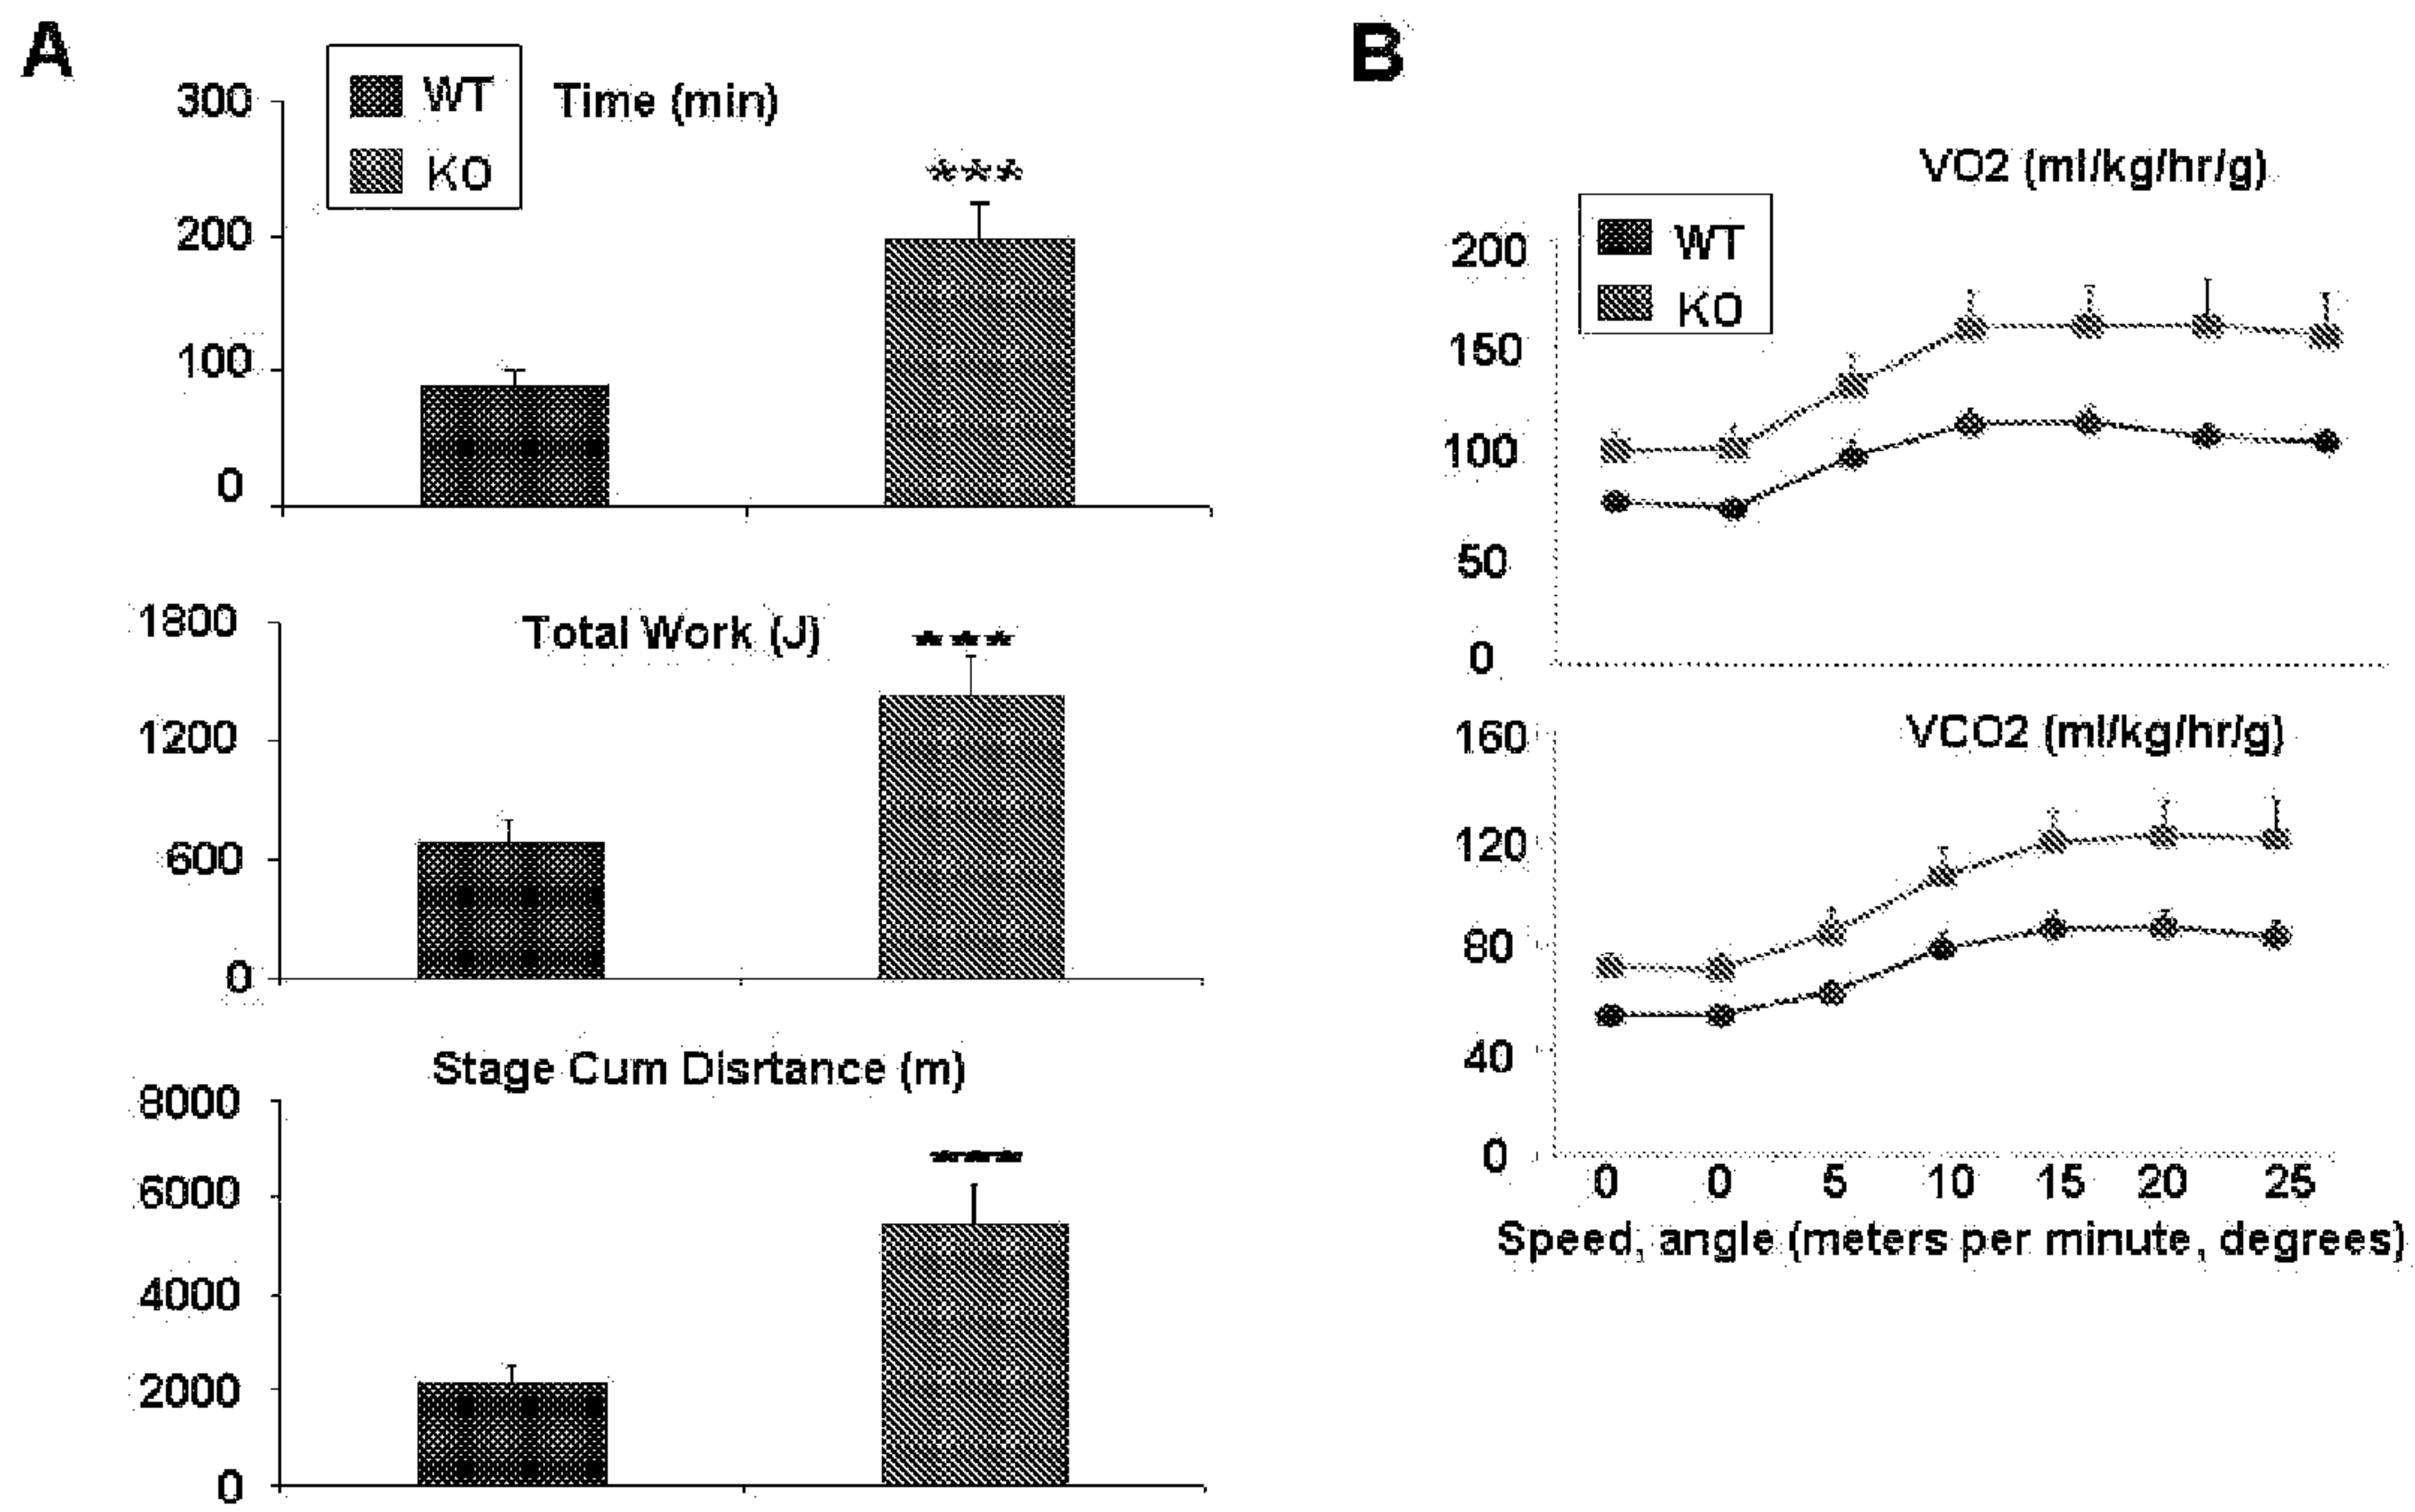 A
WT
KO
Time (min)
300
200
100
0
***
Total Work (J)
***
1800
1200
600
0
Stage Cum Disrtance (m)
8000
6000
4000
2000
0
B
VO2 (ml/kg/hr/g)
WT
KO
200
150
100
50
0
VCO2 (ml/kg/hr/g)
160
120
80
40
0
0 0 5 10 15 20 25
Speed, angle (meters per minute, degrees)